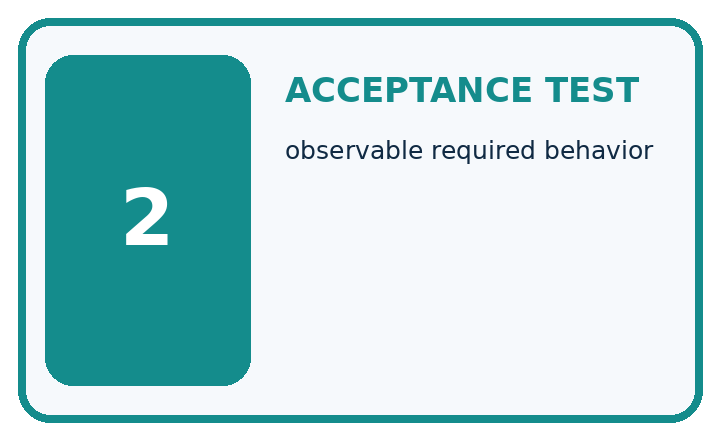 2
ACCEPTANCE TEST
observable required behavior